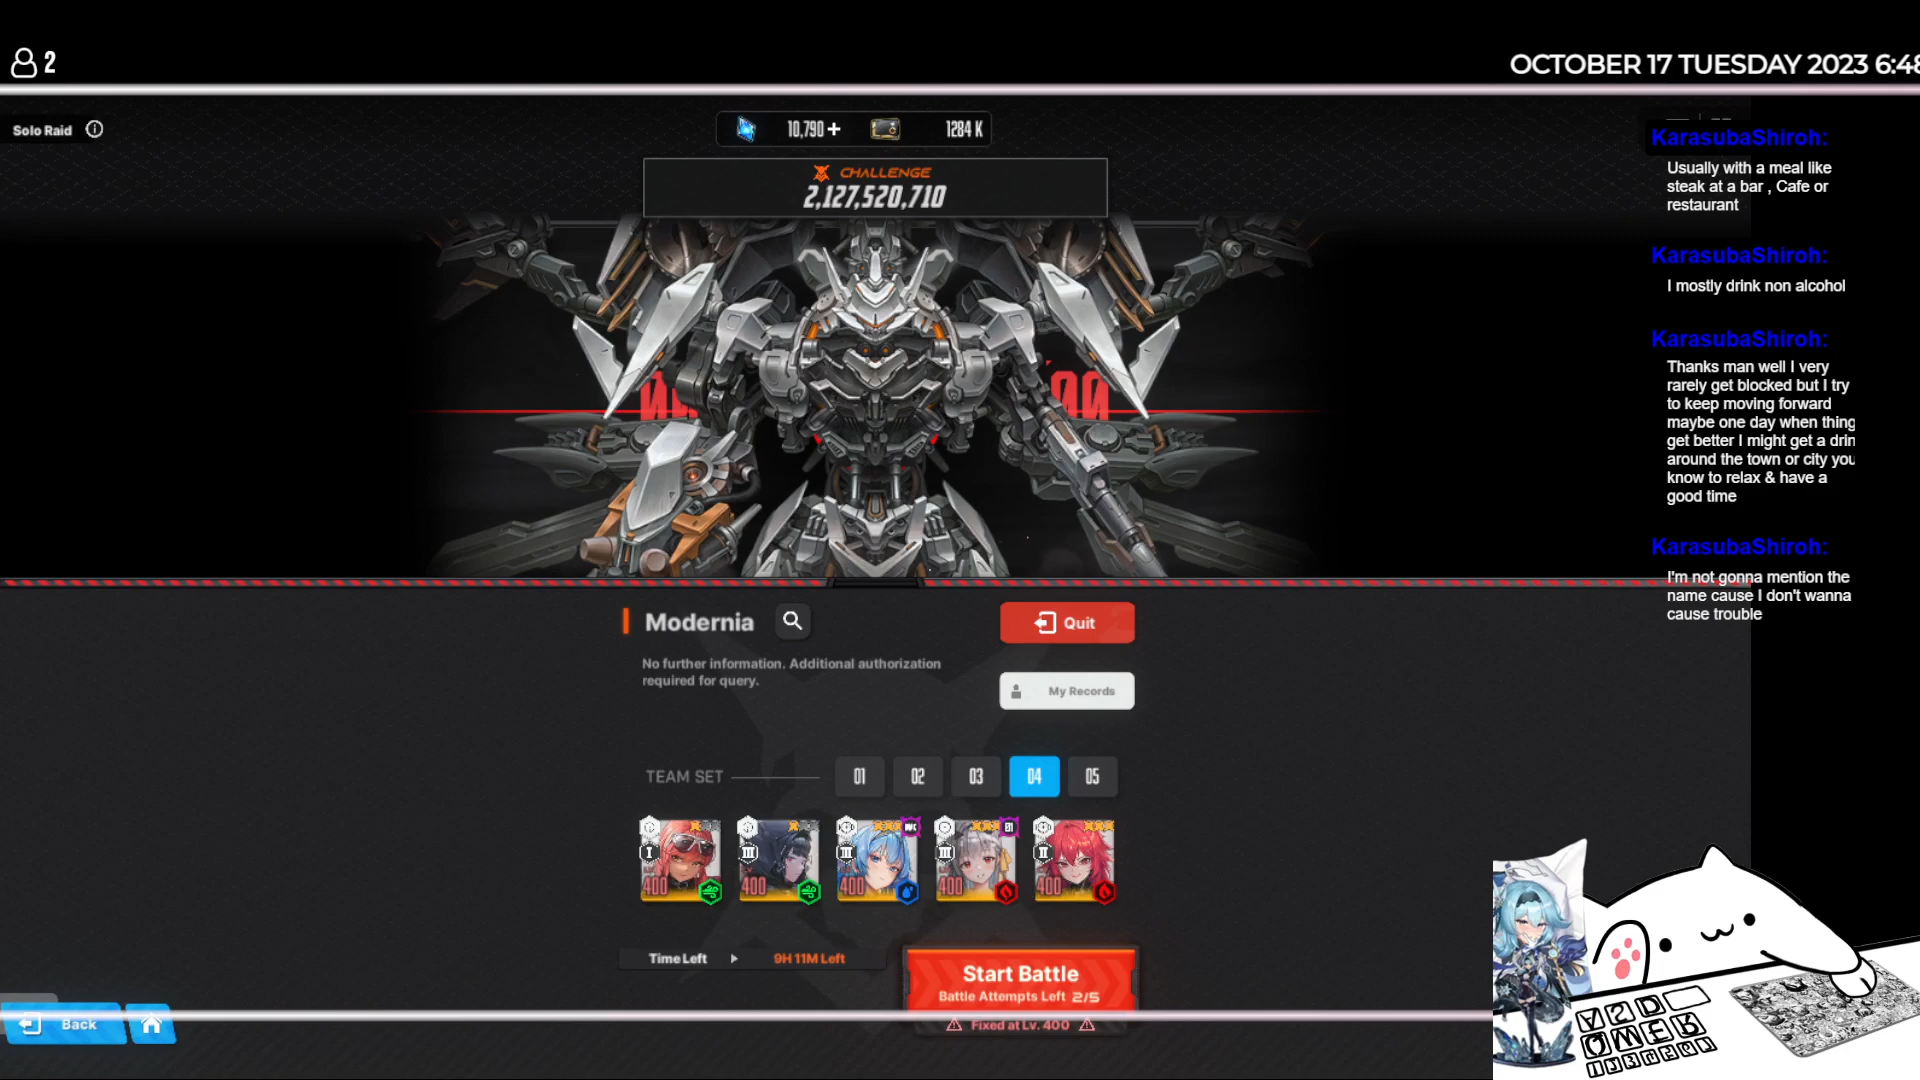 2
OCTOBER 17 TUESDAY 2023 6:48
Solo Raid
10,790+
1284 K
CHALLENGE
2,127,520,710
KarasubaShiroh:
Usually with a meal like
steak at a bar , Cafe or
restaurant
KarasubaShiroh:
I mostly drink non alcohol
KarasubaShiroh:
Thanks man well I very
rarely get blocked but I try
to keep moving forward
maybe one day when thing
get better I might get a drin
around the town or city you
know to relax & have a
good time
KarasubaShiroh:
I'm not gonna mention the
name cause I don't wanna
cause trouble
Modernia
Quit
No further information. Additional authorization
required for query.
My Records
TEAM SET
01 02 03 04 05
I III III III II
400 400 400 400 400
Time Left
9H 11M Left
Start Battle
Battle Attempts Left 2/5
Fixed at Lv. 400
Back